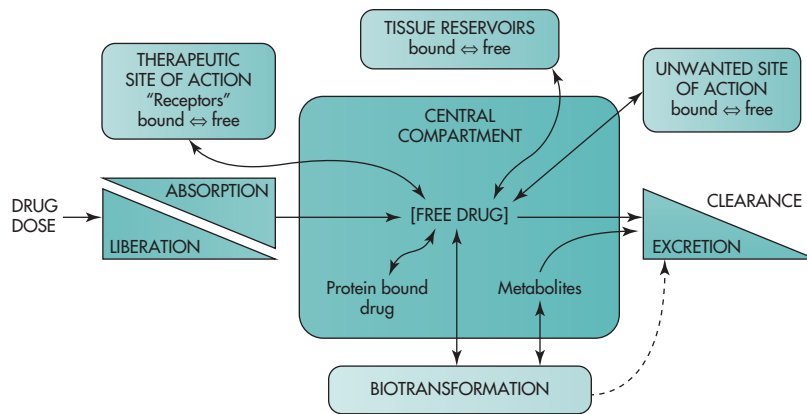 THERAPEUTIC
SITE OF ACTION
“Receptors”
bound ⇔ free
TISSUE RESERVOIRS
bound ⇔ free
UNWANTED SITE
OF ACTION
bound ⇔ free
CENTRAL
COMPARTMENT
DRUG
DOSE
ABSORPTION
LIBERATION
[FREE DRUG]
CLEARANCE
EXCRETION
Protein bound
drug
Metabolites
BIOTRANSFORMATION